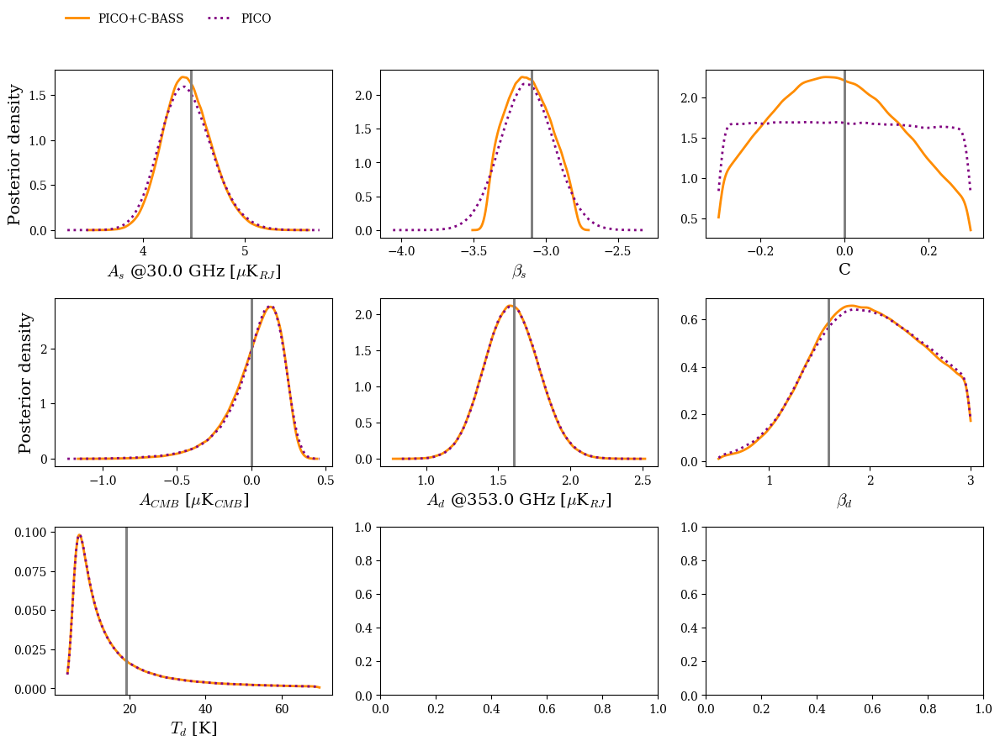 PICO+C-BASS PICO
Posterior density
0.0 0.5 1.0 1.5
4 5
A_s @30.0 GHz [μK_RJ]
0.0 0.5 1.0 1.5 2.0
−4.0 −3.5 −3.0 −2.5
β_s
0.5 1.0 1.5 2.0
−0.2 0.0 0.2
C
Posterior density
0 1 2
−1.0 −0.5 0.0 0.5
A_CMB [μK_CMB]
0.0 0.5 1.0 1.5 2.0
1.0 1.5 2.0 2.5
A_d @353.0 GHz [μK_RJ]
0.0 0.2 0.4 0.6
1 2 3
β_d
0.000 0.025 0.050 0.075 0.100
20 40 60
T_d [K]
0.0 0.2 0.4 0.6 0.8 1.0
0.0 0.2 0.4 0.6 0.8 1.0
0.0 0.2 0.4 0.6 0.8 1.0
0.0 0.2 0.4 0.6 0.8 1.0